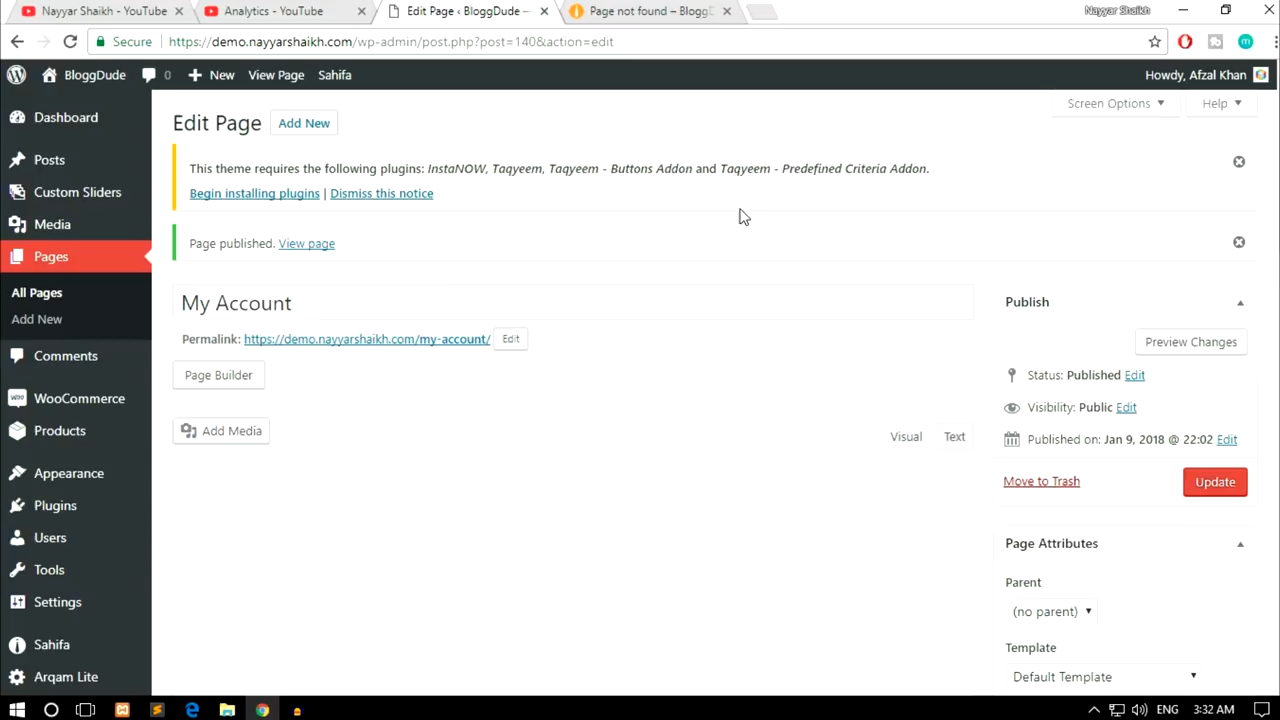 Nayyar Shaikh - YouTube
Analytics - YouTube
Edit Page ‹ BloggDude —
Page not found – Blogg
Nayyar Shaikh
Secure
https://demo.nayyarshaikh.com/wp-admin/post.php?post=140&action=edit
m
BloggDude
0
New
View Page
Sahifa
Howdy, Afzal Khan
Dashboard
Posts
Custom Sliders
Media
Pages
All Pages
Add New
Comments
WOO WooCommerce
Products
Appearance
Plugins
Users
Tools
Settings
Sahifa
Arqam Lite
Screen Options
Help
Edit Page
Add New
This theme requires the following plugins: InstaNOW, Taqyeem, Taqyeem - Buttons Addon and Taqyeem - Predefined Criteria Addon.
Begin installing plugins | Dismiss this notice
Page published. View page
My Account
Permalink: https://demo.nayyarshaikh.com/my-account/ Edit
Page Builder
Add Media
Visual
Text
Publish
Preview Changes
Status: Published Edit
Visibility: Public Edit
Published on: Jan 9, 2018 @ 22:02 Edit
Move to Trash
Update
Page Attributes
Parent
(no parent)
Template
Default Template
ENG
3:32 AM